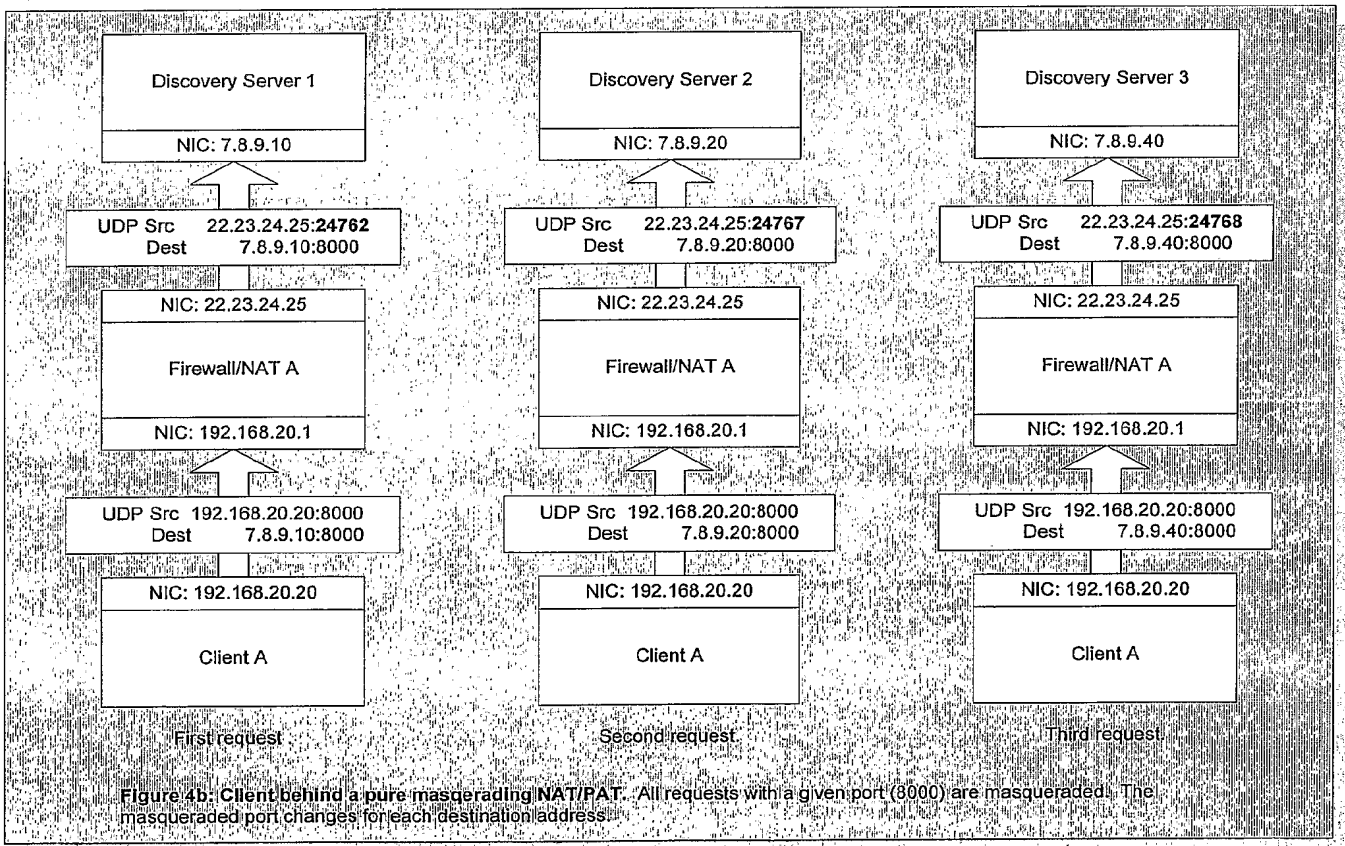 Discovery Server 1
NIC: 7.8.9.10
UDP Src 22.23.24.25:24762
Dest 7.8.9.10:8000
NIC: 22.23.24.25
Firewall/NAT A
NIC: 192.168.20.1
UDP Src 192.168.20.20:8000
Dest 7.8.9.10:8000
NIC: 192.168.20.20
Client A
First request
Discovery Server 2
NIC: 7.8.9.20
UDP Src 22.23.24.25:24767
Dest 7.8.9.20:8000
NIC: 22.23.24.25
Firewall/NAT A
NIC: 192.168.20.1
UDP Src 192.168.20.20:8000
Dest 7.8.9.20:8000
NIC: 192.168.20.20
Client A
Second request
Discovery Server 3
NIC: 7.8.9.40
UDP Src 22.23.24.25:24768
Dest 7.8.9.40:8000
NIC: 22.23.24.25
Firewall/NAT A
NIC: 192.168.20.1
UDP Src 192.168.20.20:8000
Dest 7.8.9.40:8000
NIC: 192.168.20.20
Client A
Third request
Figure 4b: Client behind a pure masqerading NAT/PAT. All requests with a given port (8000) are masqueraded. The
masqueraded port changes for each destination address.